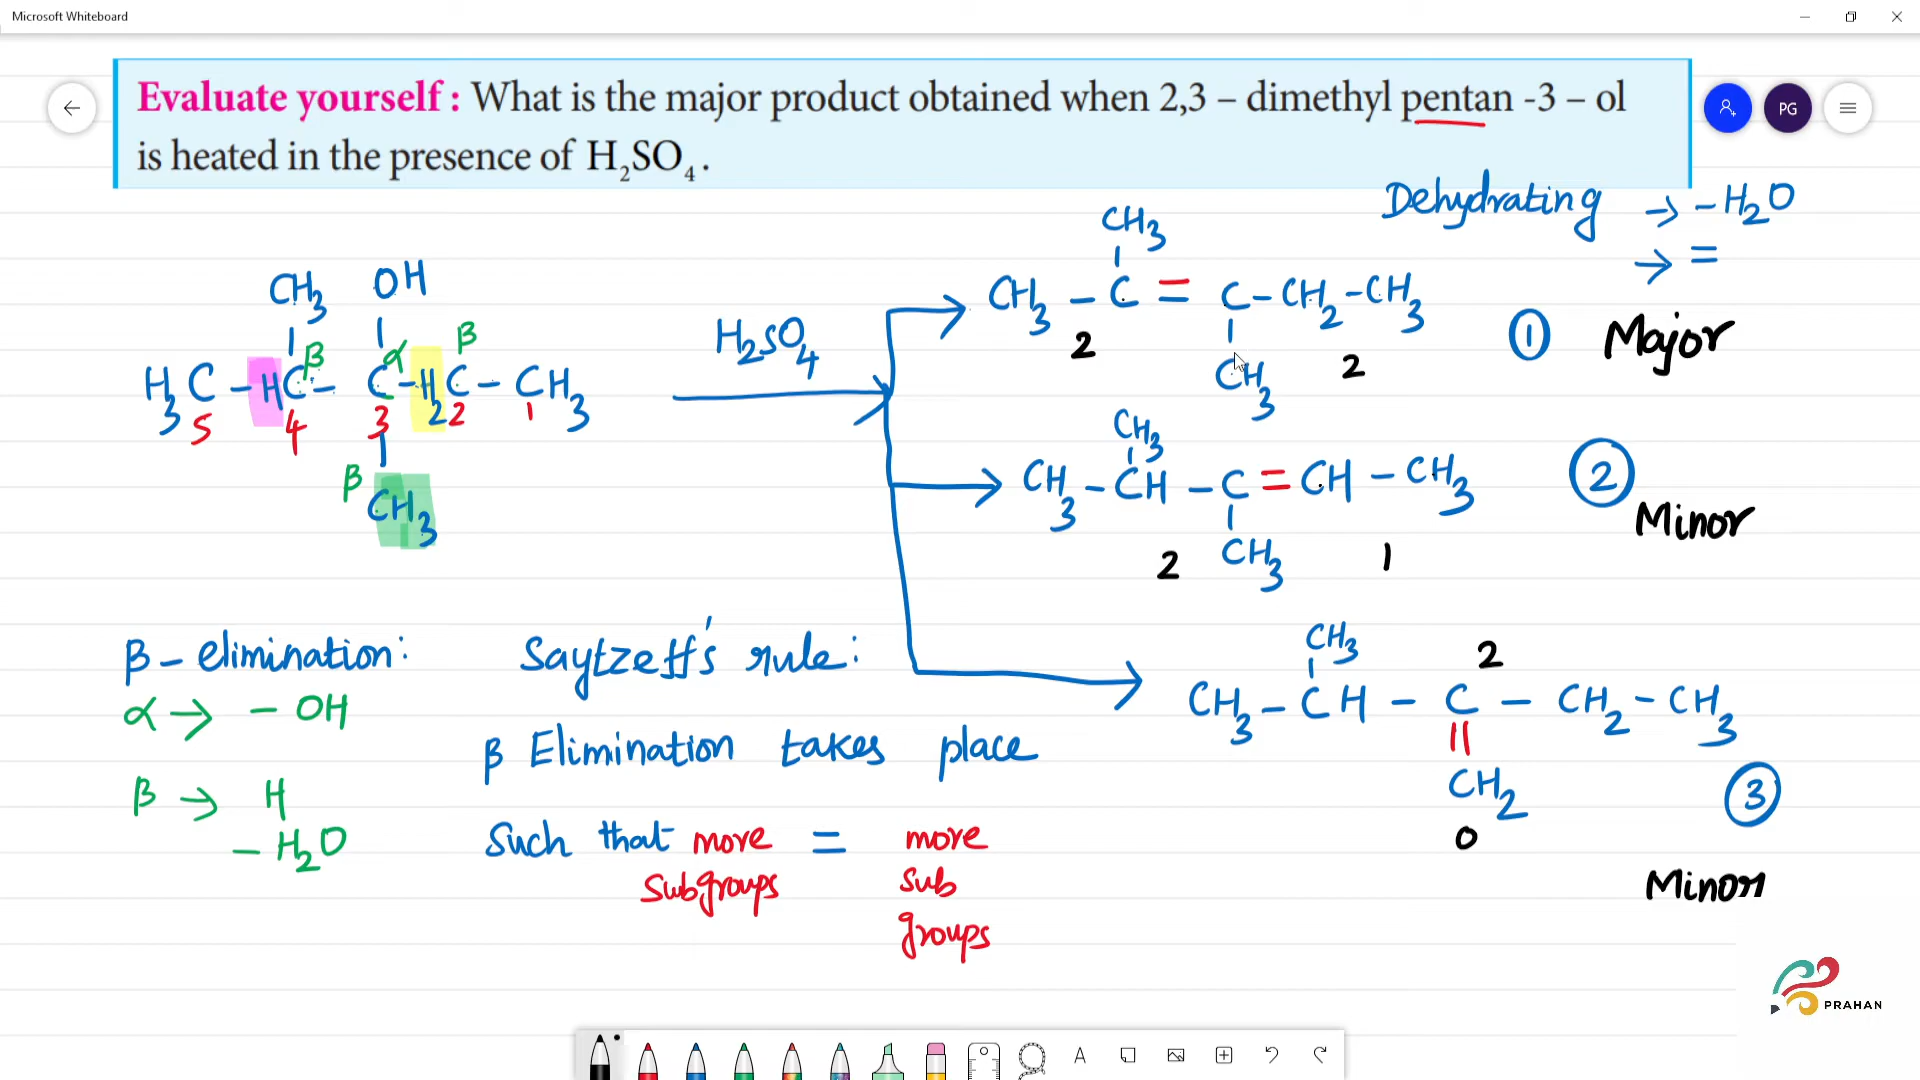 Microsoft Whiteboard
Evaluate yourself : What is the major product obtained when 2,3 – dimethyl pentan -3 – ol
is heated in the presence of H2SO4 .
PG
Dehydrating → -H2O
→ =
CH3 OH
H3C - HC - C - H2C - CH3
β α β
5 4 3 2 1
β CH3
H2SO4
CH3
CH3 - C = C - CH2 - CH3
2 2
CH3
1 Major
CH3
CH3 - CH - C = CH - CH3
CH3
2 1
2
Minor
CH3 2
CH3 - CH - C - CH2 - CH3
||
CH2
0
3
Minor
β - elimination :
α → - OH
β → H
- H2O
Saytzeff's rule :
β Elimination takes place
Such that more = more
subgroups sub
groups
PRAHAN
A